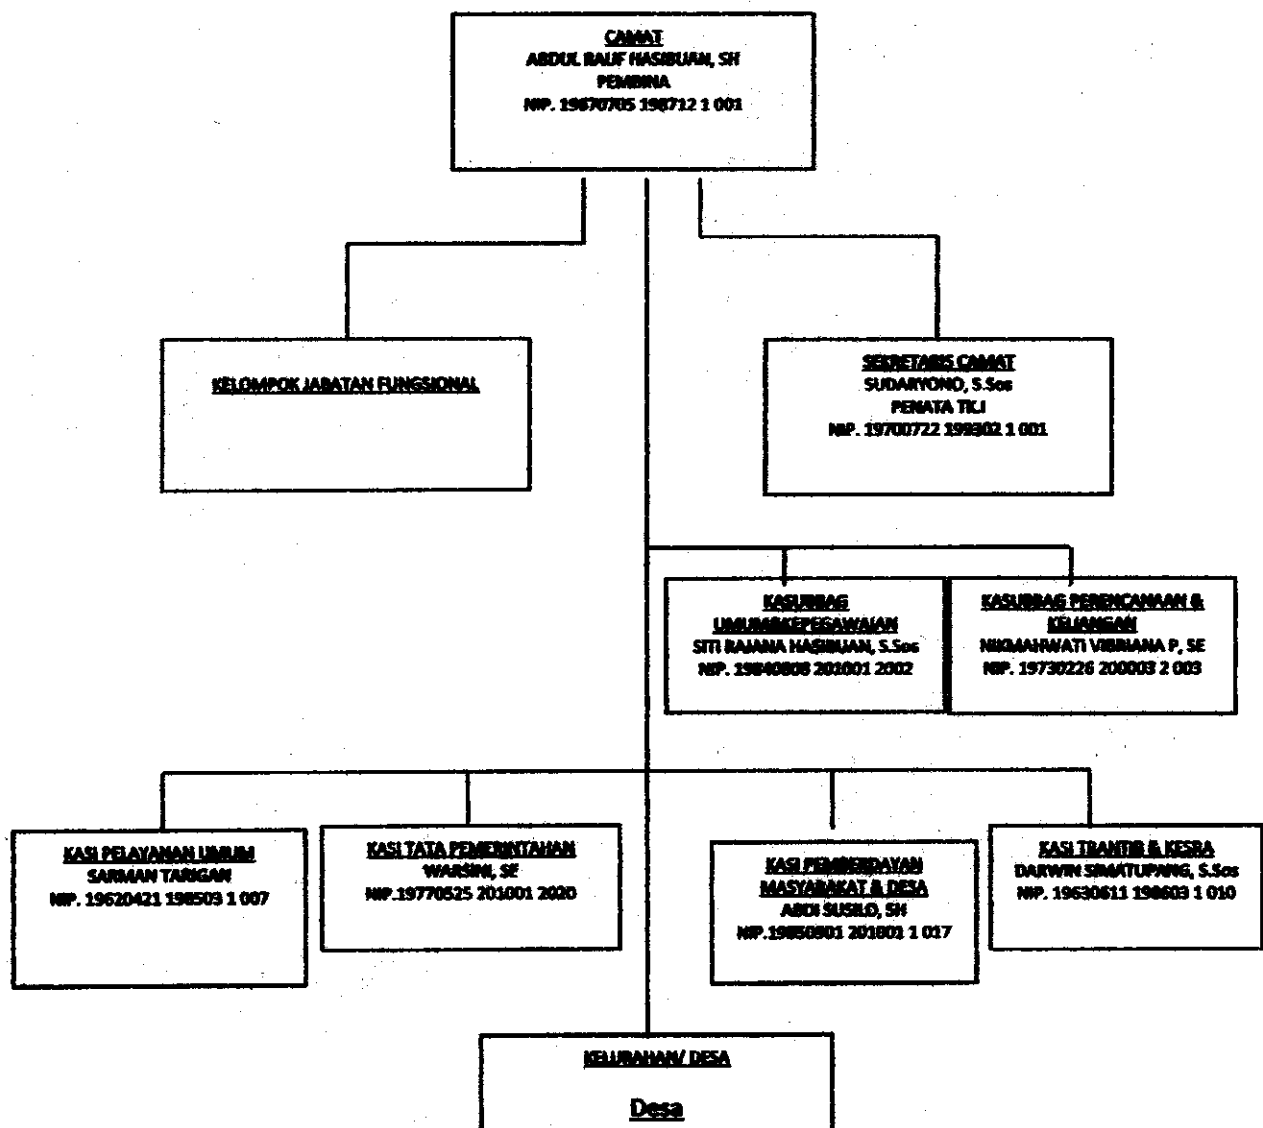 CAMAT
ABDUL RAUF HASIBUAN, SH
PEMBINA
NIP. 19670705 198712 1 001
KELOMPOK JABATAN FUNGSIONAL
SEKRETARIS CAMAT
SUDARYONO, S.Sos
PENATA TK.I
NIP. 19700722 199302 1 001
KASUBBAG
UMUM&KEPEGAWAIAN
SITI RAJANA HASIBUAN, S.Sos
NIP. 19840808 201001 2002
KASUBBAG PERENCANAAN &
KEUANGAN
NIKMAHWATI VIBRIANA P, SE
NIP. 19730226 200003 2 003
KASI PELAYANAN UMUM
SARMAN TARIGAN
NIP. 19620421 198503 1 007
KASI TATA PEMERINTAHAN
WARSINI, SE
NIP.19770525 201001 2020
KASI PEMBERDAYAN
MASYARAKAT & DESA
ABDI SUSILO, SH
NIP. 201001 1 017
KASI TRANTIB & KESRA
DARWIN SIMATUPANG, S.Sos
NIP. 19630611 198603 1 010
KELURAHAN/ DESA
Desa